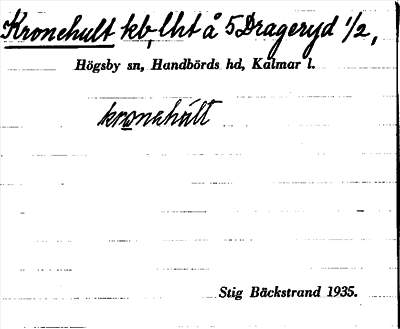 Kronehult kb, lht å 5 Drageryd 1/2,
Högsby sn, Handbörds hd, Kalmar l.
kronehúlt
Stig Bäckstrand 1935.